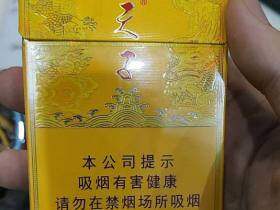 天子
本公司提示
吸烟有害健康
请勿在禁烟场所吸烟